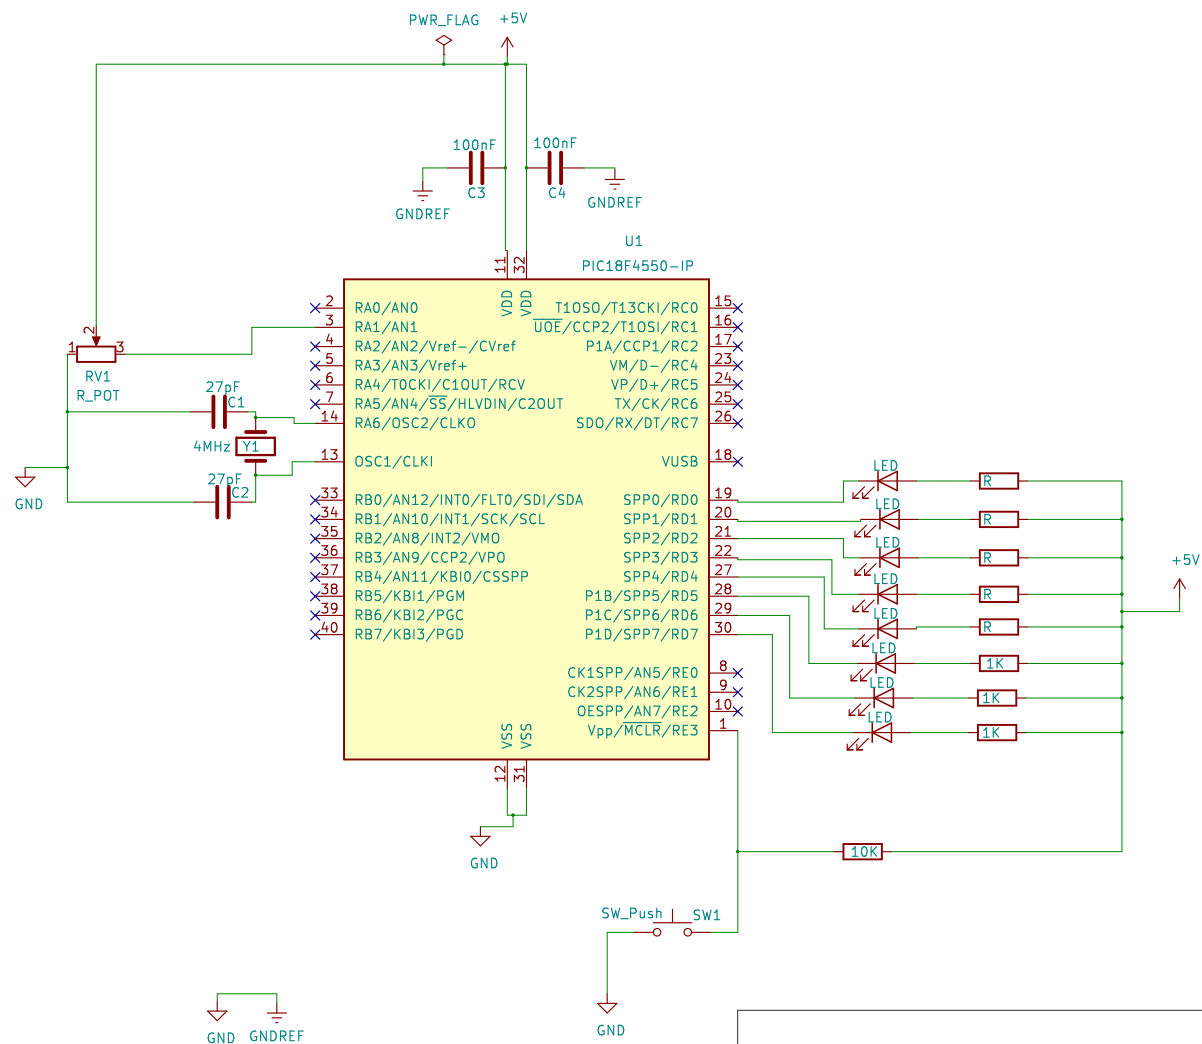 PWR_FLAG
+5V
100nF
100nF
C3
C4
GNDREF
GNDREF
U1
PIC18F4550-IP
11
32
VDD
VDD
2 RA0/AN0
3 RA1/AN1
4 RA2/AN2/Vref-/CVref
5 RA3/AN3/Vref+
6 RA4/T0CKI/C1OUT/RCV
7 RA5/AN4/SS/HLVDIN/C2OUT
14 RA6/OSC2/CLKO
13 OSC1/CLKI
33 RB0/AN12/INT0/FLT0/SDI/SDA
34 RB1/AN10/INT1/SCK/SCL
35 RB2/AN8/INT2/VMO
36 RB3/AN9/CCP2/VPO
37 RB4/AN11/KBI0/CSSPP
38 RB5/KBI1/PGM
39 RB6/KBI2/PGC
40 RB7/KBI3/PGD
T1OSO/T13CKI/RC0 15
UOE/CCP2/T1OSI/RC1 16
P1A/CCP1/RC2 17
VM/D-/RC4 23
VP/D+/RC5 24
TX/CK/RC6 25
SDO/RX/DT/RC7 26
VUSB 18
SPP0/RD0 19
SPP1/RD1 20
SPP2/RD2 21
SPP3/RD3 22
SPP4/RD4 27
P1B/SPP5/RD5 28
P1C/SPP6/RD6 29
P1D/SPP7/RD7 30
CK1SPP/AN5/RE0 8
CK2SPP/AN6/RE1 9
OESPP/AN7/RE2 10
Vpp/MCLR/RE3 1
VSS
VSS
12
31
GND
2
1
3
RV1
R_POT
27pF
C1
4MHz
Y1
27pF
C2
GND
LED
R
LED
R
LED
R
LED
R
LED
R
LED
1K
LED
1K
LED
1K
+5V
10K
SW_Push
SW1
GND
GND
GNDREF